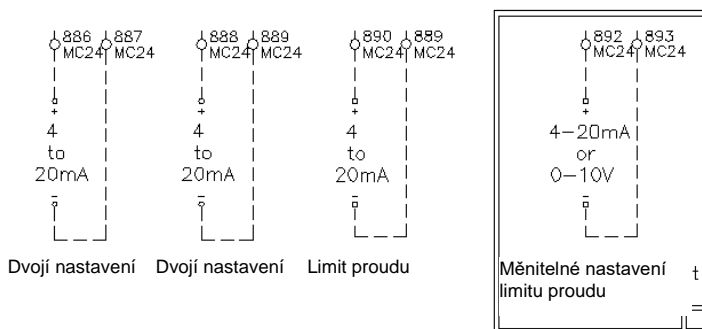 886 887
MC24 MC24
+
4
to
20mA
Dvojí nastavení
888 889
MC24 MC24
+
4
to
20mA
Dvojí nastavení
890 889
MC24 MC24
+
4
to
20mA
Limit proudu
892 893
MC24 MC24
+
4-20mA
or
0-10V
Měnitelné nastavení
limitu proudu
t